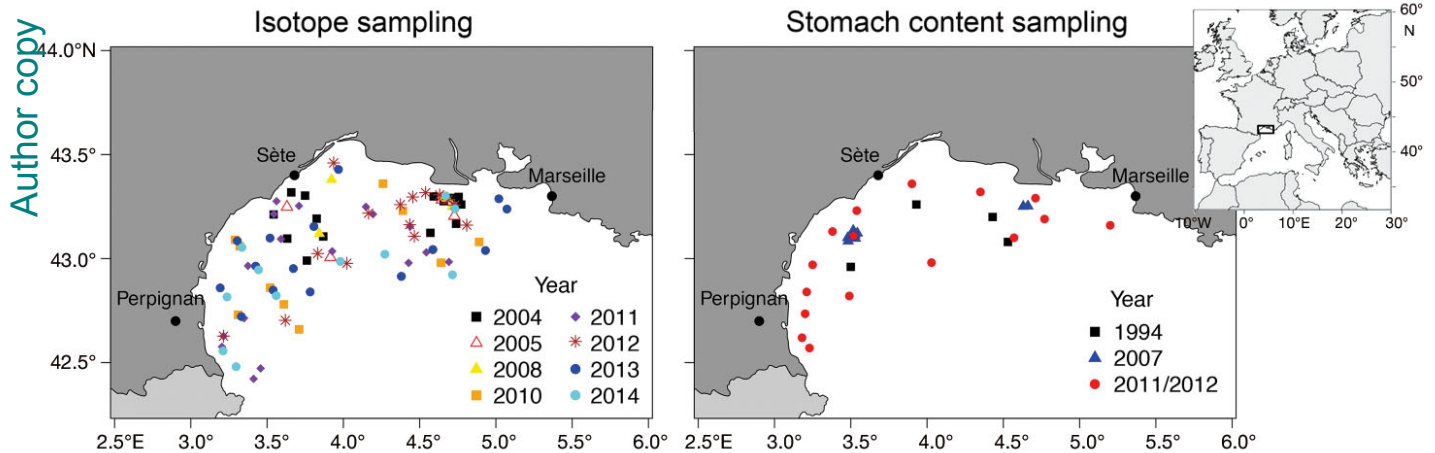 Author copy
Isotope sampling
44.0°N
43.5°
43.0°
42.5°
Sète
Marseille
Perpignan
Year
2004
2005
2008
2010
2011
2012
2013
2014
2.5°E 3.0° 3.5° 4.0° 4.5° 5.0° 5.5° 6.0°
Stomach content sampling
Sète
Marseille
Perpignan
Year
1994
2007
2011/2012
2.5°E 3.0° 3.5° 4.0° 4.5° 5.0° 5.5° 6.0°
60°
N
50°
40°
10°W 0° 10°E 20° 30